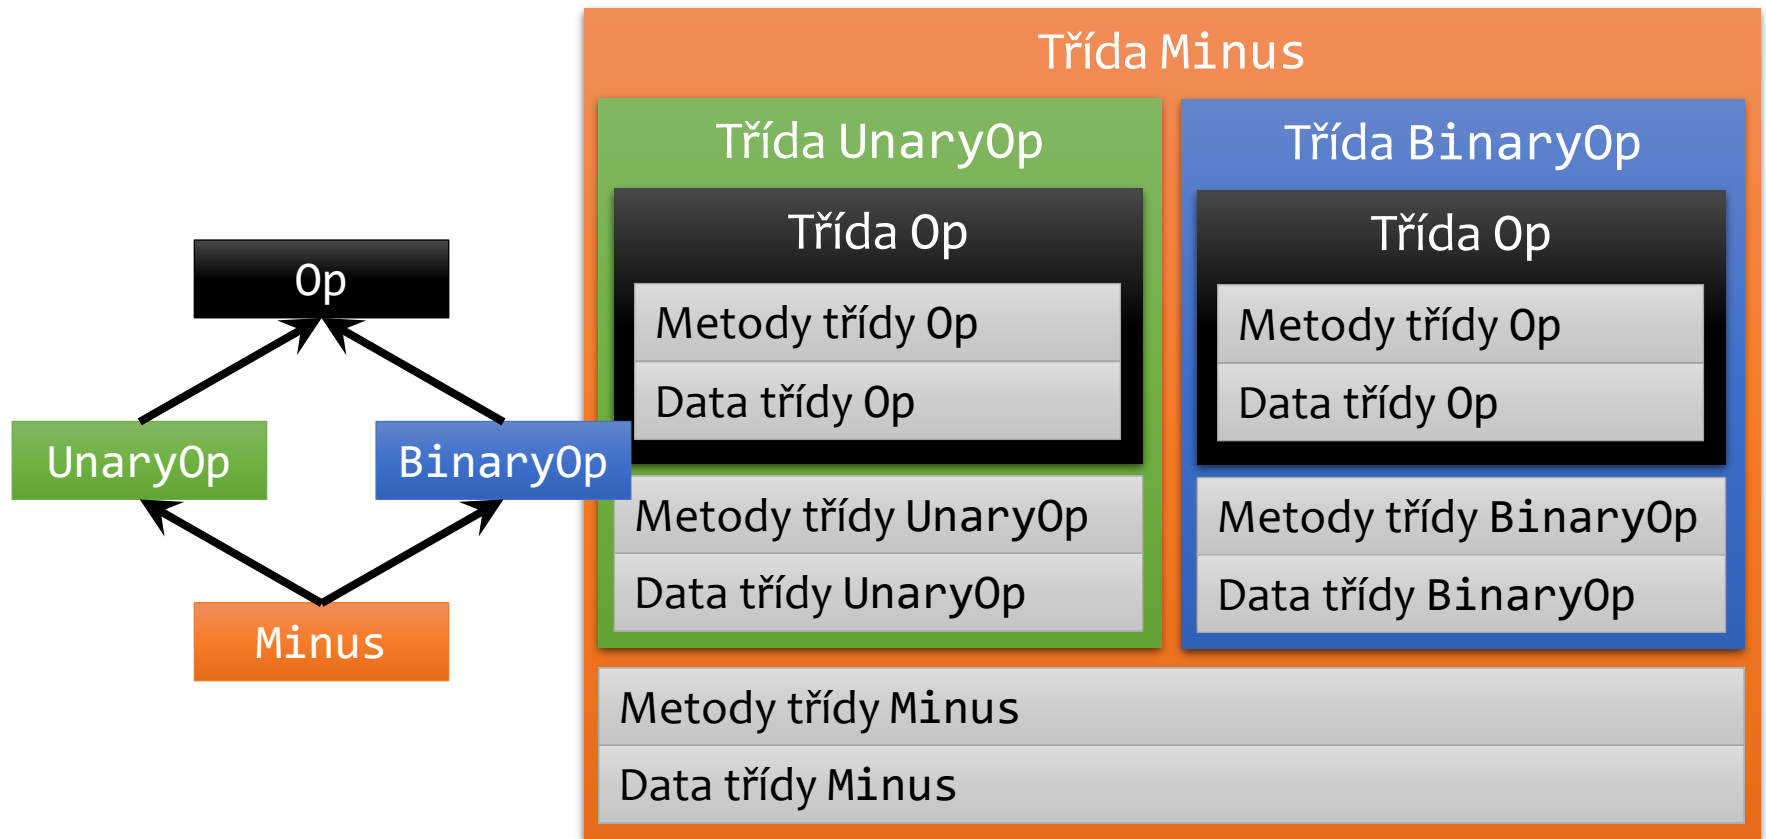 Op
UnaryOp
BinaryOp
Minus
Třída Minus
Třída UnaryOp
Třída Op
Metody třídy Op
Data třídy Op
Metody třídy UnaryOp
Data třídy UnaryOp
Třída BinaryOp
Třída Op
Metody třídy Op
Data třídy Op
Metody třídy BinaryOp
Data třídy BinaryOp
Metody třídy Minus
Data třídy Minus